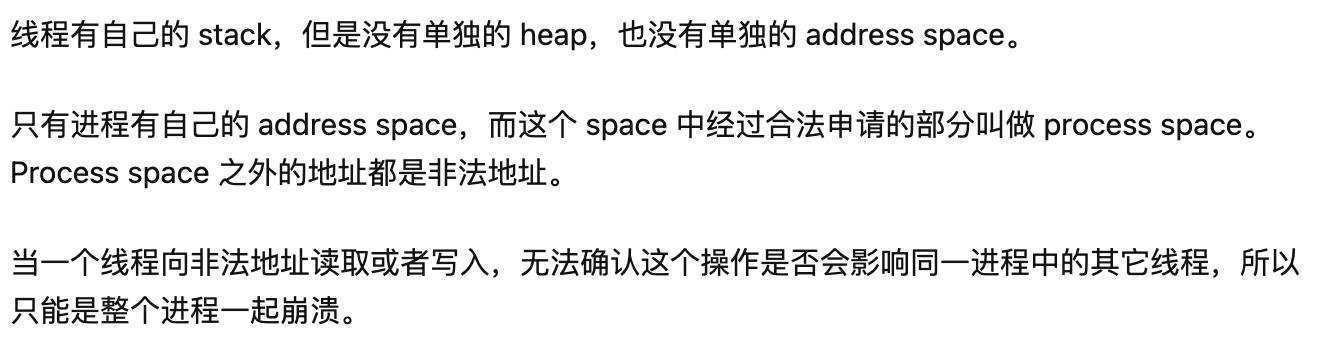 线程有自己的 stack，但是没有单独的 heap，也没有单独的 address space。
只有进程有自己的 address space，而这个 space 中经过合法申请的部分叫做 process space。
Process space 之外的地址都是非法地址。
当一个线程向非法地址读取或者写入，无法确认这个操作是否会影响同一进程中的其它线程，所以
只能是整个进程一起崩溃。